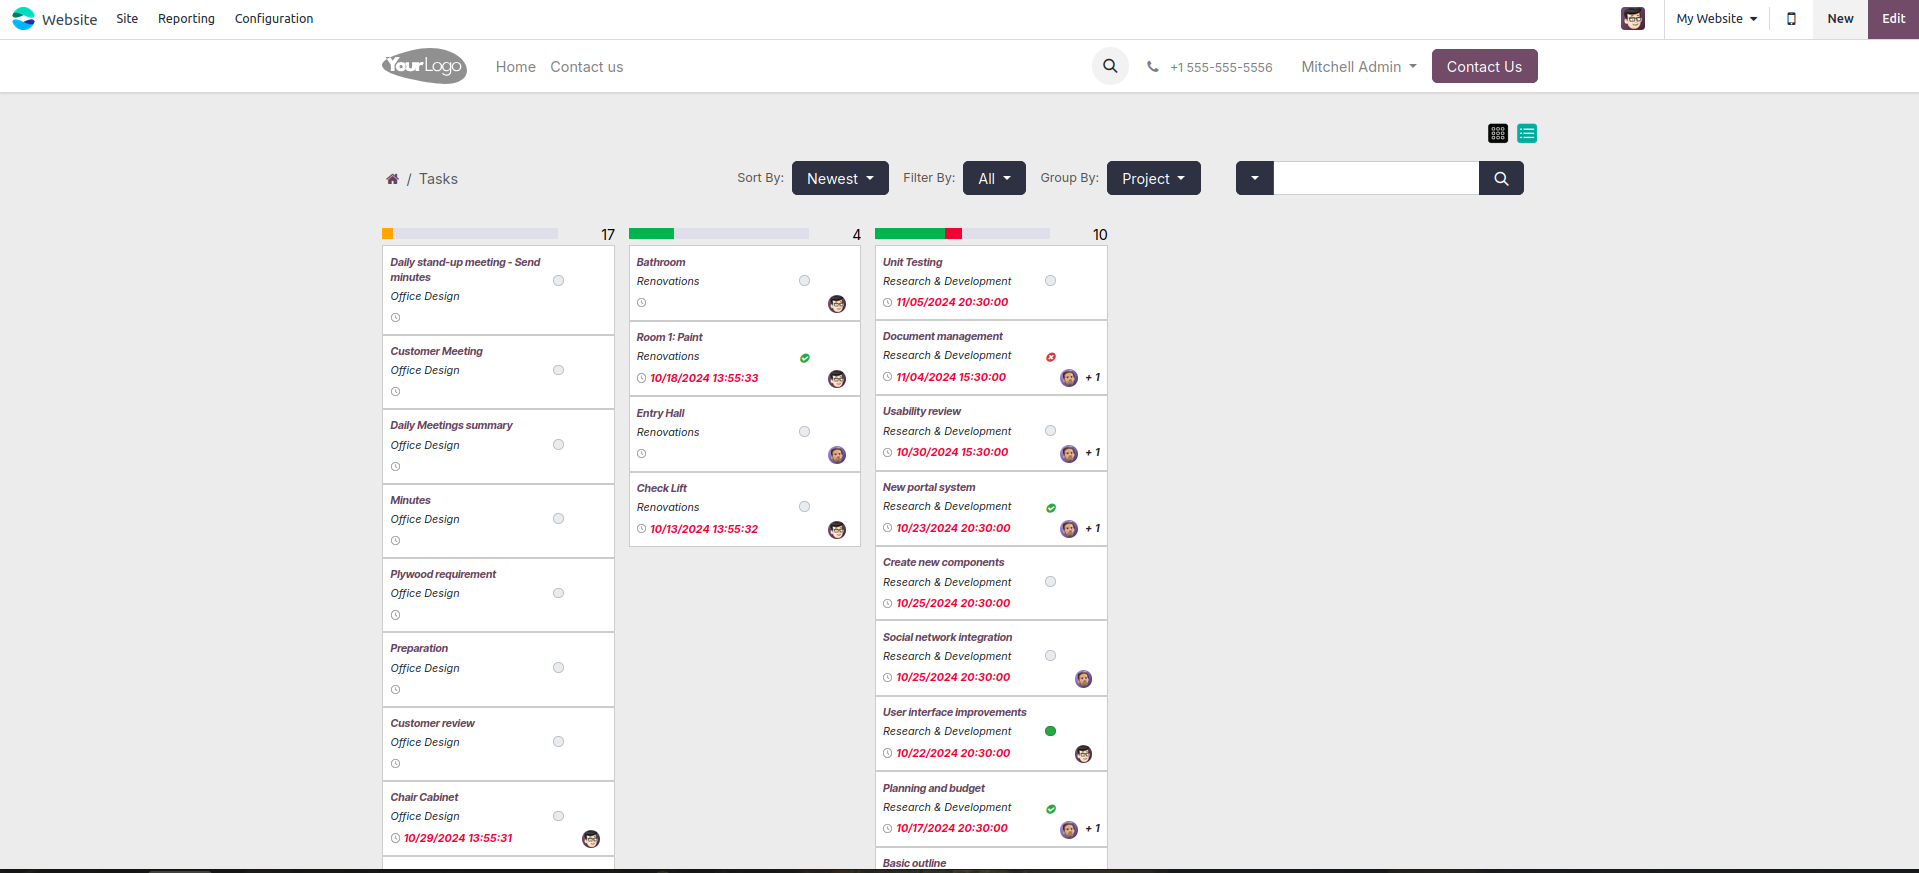 Website Site Reporting Configuration My Website New Edit
YourLogo Home Contact us +1 555-555-5556 Mitchell Admin Contact Us
/ Tasks Sort By: Newest Filter By: All Group By: Project
17
Daily stand-up meeting - Send
minutes
Office Design
Customer Meeting
Office Design
Daily Meetings summary
Office Design
Minutes
Office Design
Plywood requirement
Office Design
Preparation
Office Design
Customer review
Office Design
Chair Cabinet
Office Design
10/29/2024 13:55:31
4
Bathroom
Renovations
Room 1: Paint
Renovations
10/18/2024 13:55:33
Entry Hall
Renovations
Check Lift
Renovations
10/13/2024 13:55:32
10
Unit Testing
Research & Development
11/05/2024 20:30:00
Document management
Research & Development
11/04/2024 15:30:00 + 1
Usability review
Research & Development
10/30/2024 15:30:00 + 1
New portal system
Research & Development
10/23/2024 20:30:00 + 1
Create new components
Research & Development
10/25/2024 20:30:00
Social network integration
Research & Development
10/25/2024 20:30:00
User interface improvements
Research & Development
10/22/2024 20:30:00
Planning and budget
Research & Development
10/17/2024 20:30:00 + 1
Basic outline